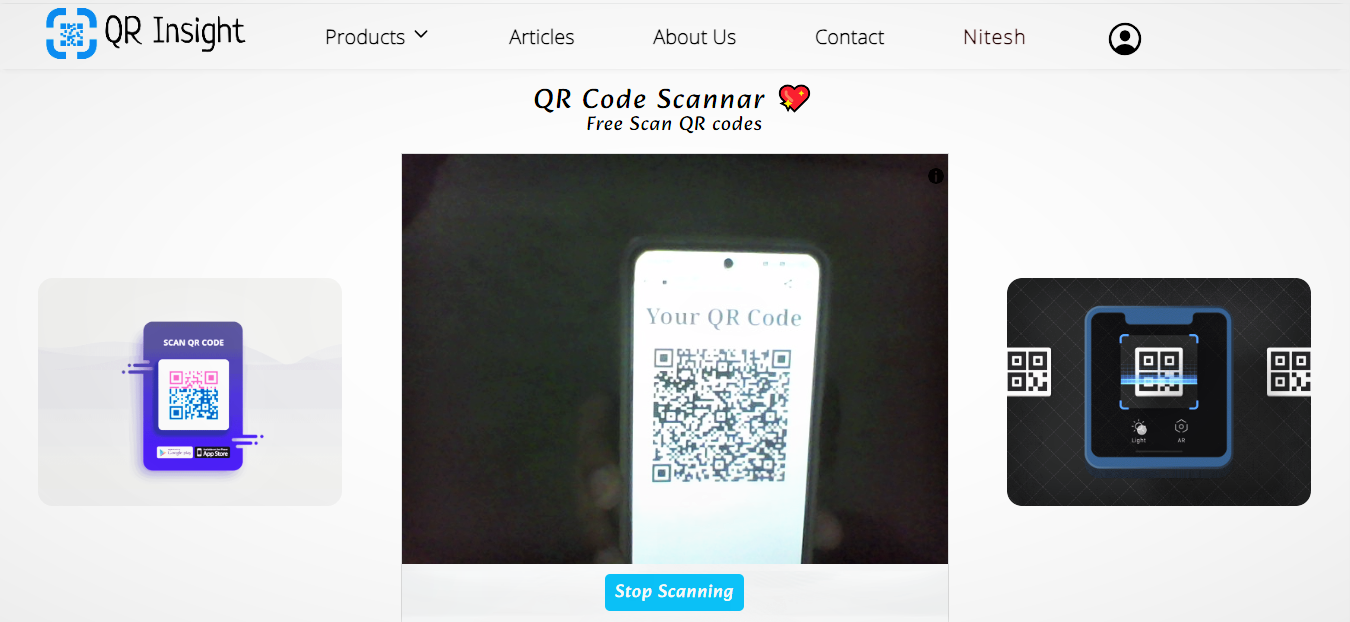 QR Insight
Products
Articles
About Us
Contact
Nitesh
QR Code Scannar
Free Scan QR codes
Your QR Code
SCAN QR CODE
Google play
App Store
Light
AR
Stop Scanning